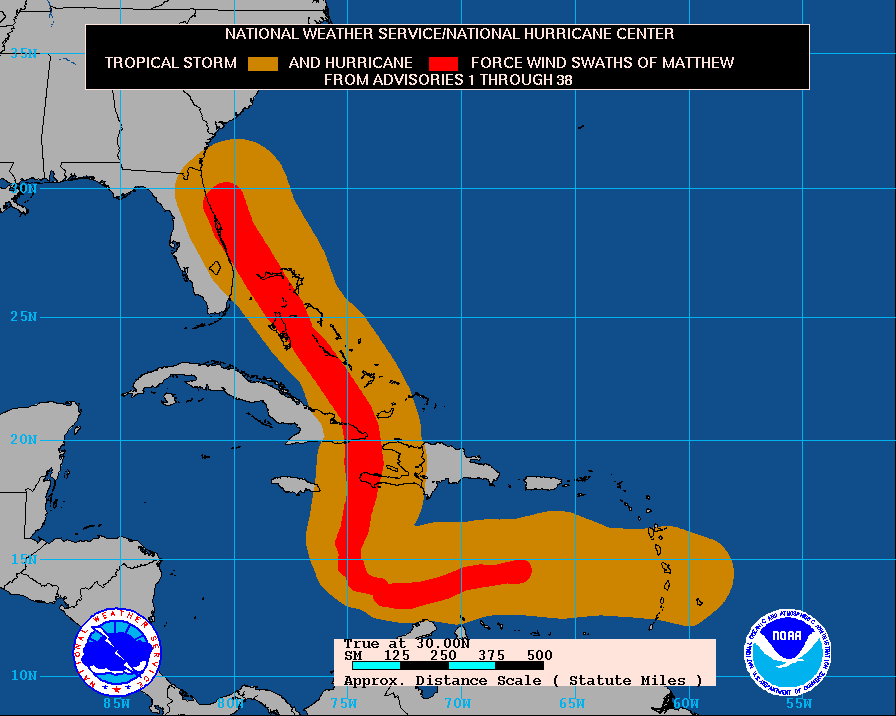 NATIONAL WEATHER SERVICE/NATIONAL HURRICANE CENTER
TROPICAL STORM AND HURRICANE FORCE WIND SWATHS OF MATTHEW
FROM ADVISORIES 1 THROUGH 38
35N
30N
25N
20N
15N
10N
NATIONAL WEATHER SERVICE
True at 30.00N
SM 125 250 375 500
Approx. Distance Scale ( Statute Miles )
NOAA
NATIONAL OCEANIC AND ATMOSPHERIC ADMINISTRATION
U.S. DEPARTMENT OF COMMERCE
85W 80W 75W 70W 65W 60W 55W